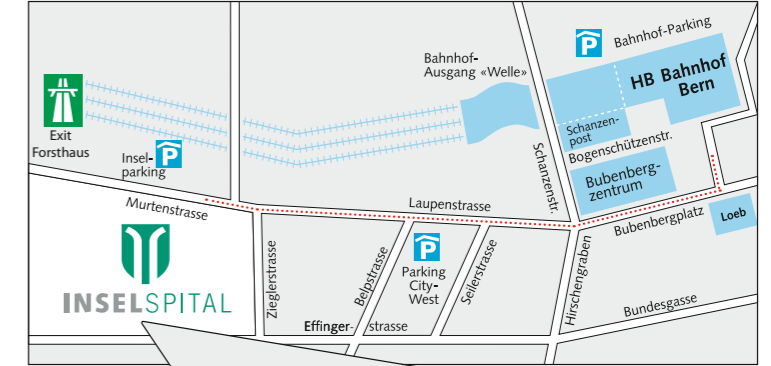 Bahnhof-Parking
P
HB Bahnhof
Bern
Bahnhof-
Ausgang «Welle»
Exit
Forsthaus
Insel-
parking
P
Schanzen-
post
Bogenschützenstr.
Bubenberg-
zentrum
Schanzenstr.
Murtenstrasse
Laupenstrasse
Bubenbergplatz
Loeb
INSELSPITAL
Zieglerstrasse
Belpstrasse
P
Parking
City-
West
Seilerstrasse
Hirschengraben
Bundesgasse
Effinger-strasse